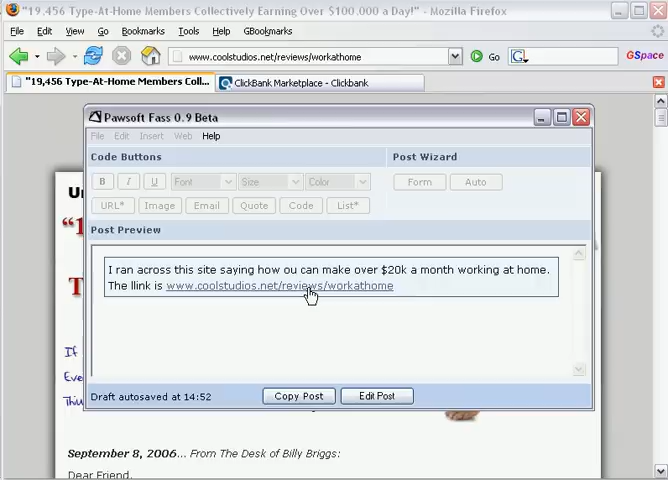 "19,456 Type-At-Home Members Collectively Earning Over $100,000 a Day!" - Mozilla Firefox
File Edit View Go Bookmarks Tools Help GBookmarks
www.coolstudios.net/reviews/workathome Go G GSpace
"19,456 Type-At-Home Members Coll... ClickBank Marketplace - Clickbank
Pawsoft Fass 0.9 Beta
File Edit Insert Web Help
Code Buttons Post Wizard
B I U Font Size Color Form Auto
URL* Image Email Quote Code List*
Post Preview
I ran across this site saying how ou can make over $20k a month working at home.
The llink is www.coolstudios.net/reviews/workathome
Draft autosaved at 14:52 Copy Post Edit Post
September 8, 2006... From The Desk of Billy Briggs:
Dear Friend,